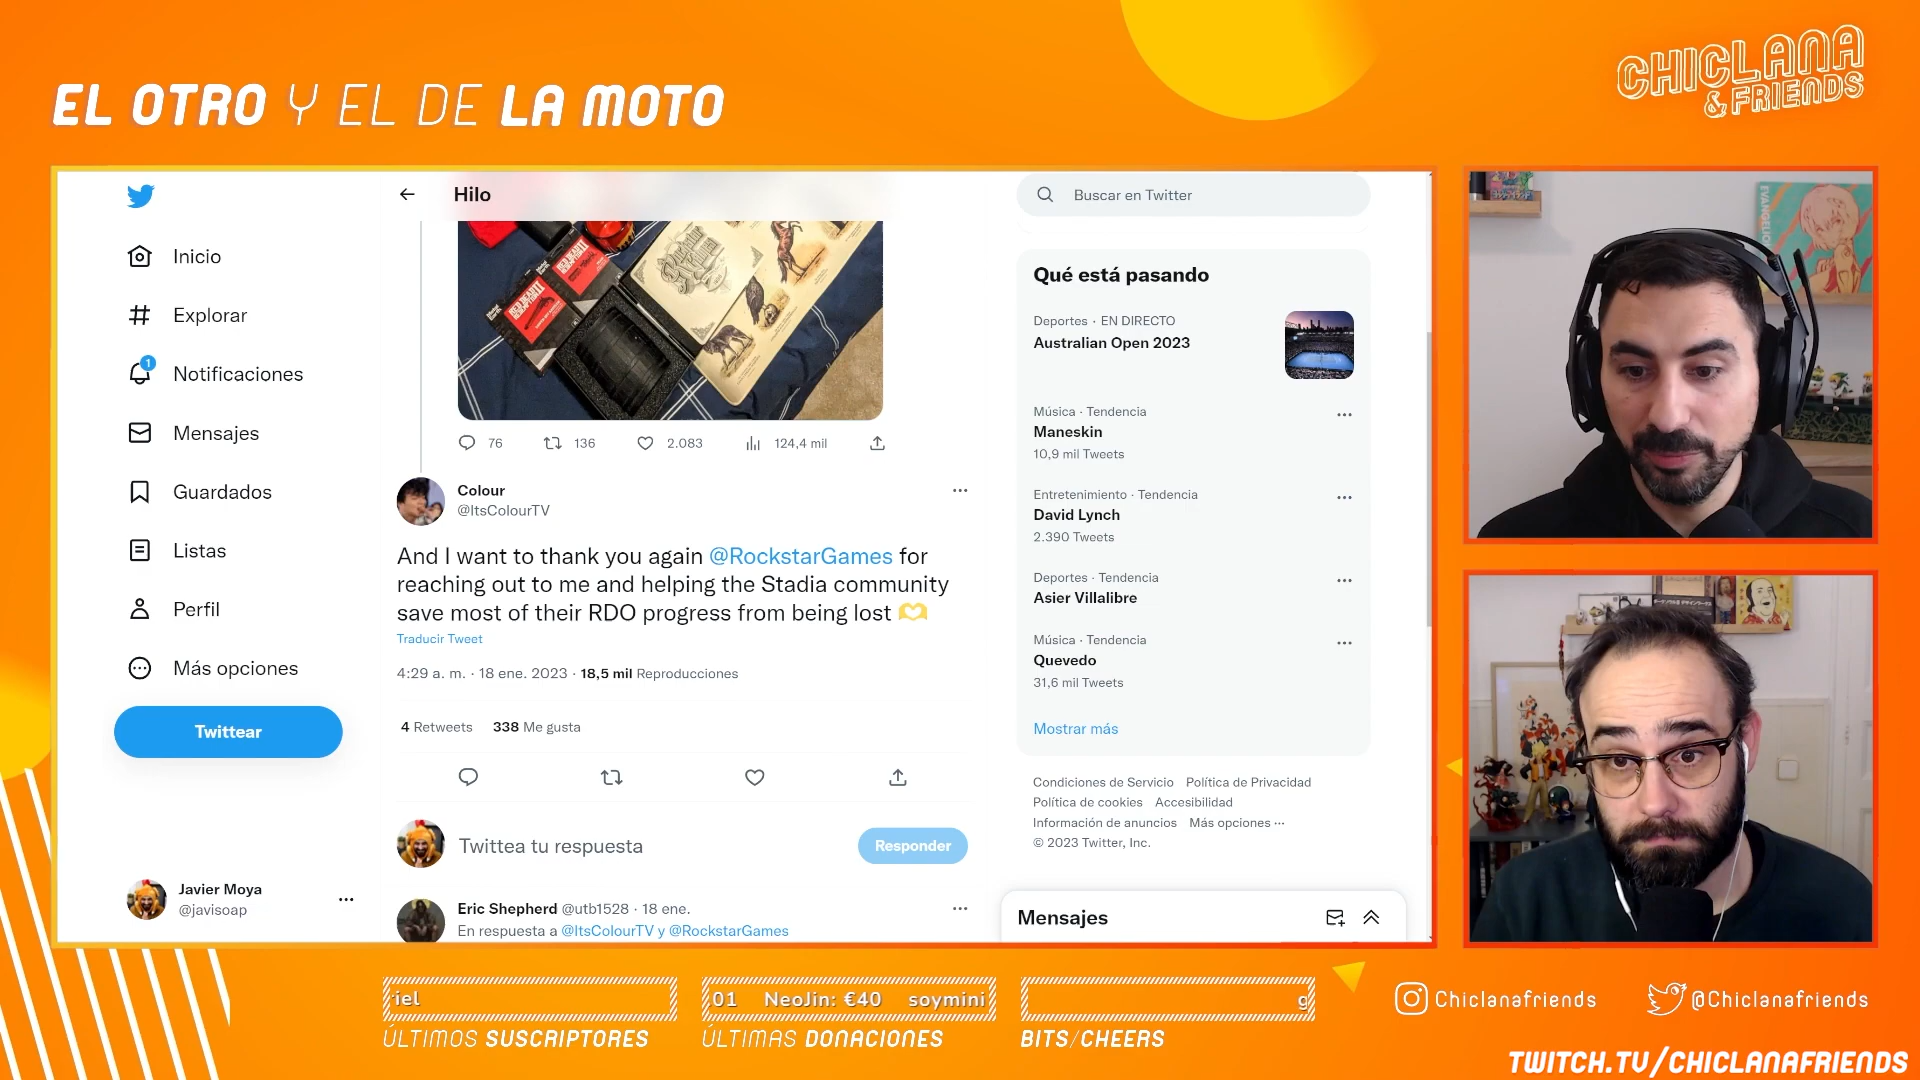 EL OTRO Y EL DE LA MOTO
CHICLANA
& FRIENDS
Inicio
Explorar
1
Notificaciones
Mensajes
Guardados
Listas
Perfil
Más opciones
Twittear
Javier Moya
@javisoap
Hilo
RED DEAD REDEMPTION II
76 136 2.083 124,4 mil
Colour
@ItsColourTV
And I want to thank you again @RockstarGames for
reaching out to me and helping the Stadia community
save most of their RDO progress from being lost
Traducir Tweet
4:29 a. m. · 18 ene. 2023 · 18,5 mil Reproducciones
4 Retweets 338 Me gusta
Twittea tu respuesta
Responder
Eric Shepherd @utb1528 · 18 ene.
En respuesta a @ItsColourTV y @RockstarGames
Buscar en Twitter
Qué está pasando
Deportes · EN DIRECTO
Australian Open 2023
Música · Tendencia
Maneskin
10,9 mil Tweets
Entretenimiento · Tendencia
David Lynch
2.390 Tweets
Deportes · Tendencia
Asier Villalibre
Música · Tendencia
Quevedo
31,6 mil Tweets
Mostrar más
Condiciones de Servicio Política de Privacidad
Política de cookies Accesibilidad
Información de anuncios Más opciones ···
© 2023 Twitter, Inc.
Mensajes
EVANGELION
riel
ÚLTIMOS SUSCRIPTORES
01 NeoJin: €40 soymini
ÚLTIMAS DONACIONES
g
BITS/CHEERS
Chiclanafriends
@Chiclanafriends
TWITCH.TV/CHICLANAFRIENDS